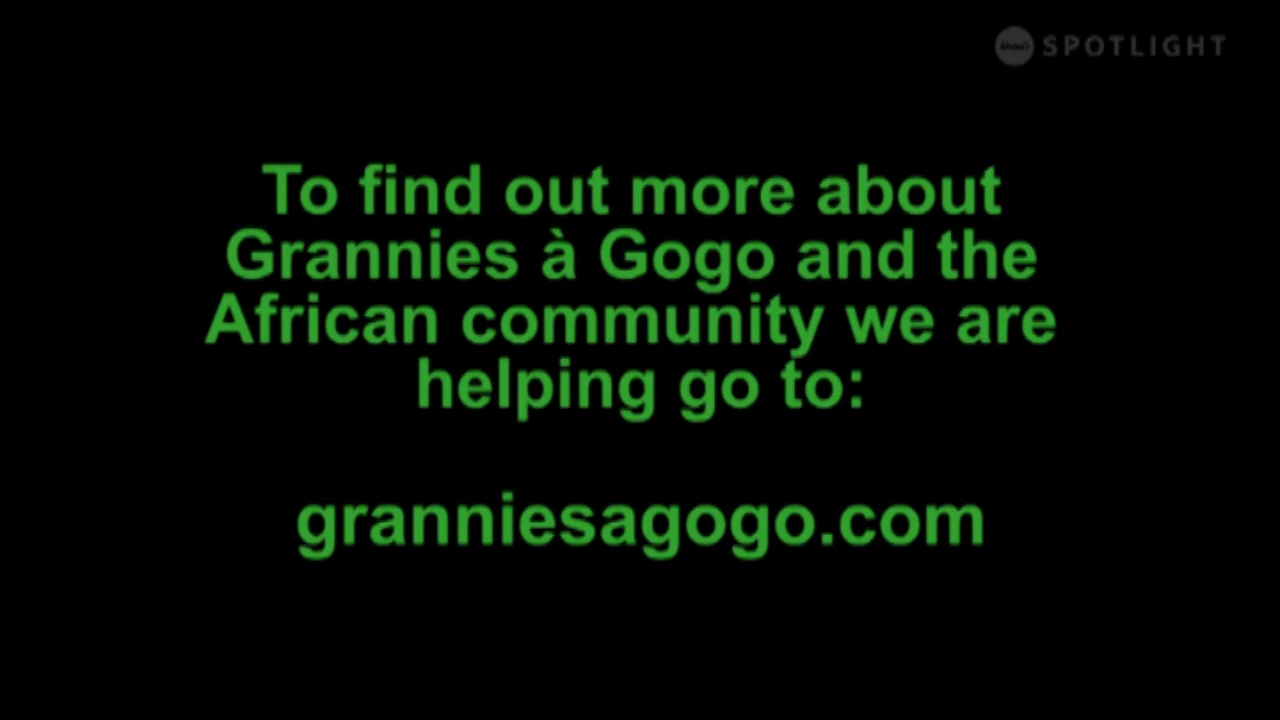 SPOTLIGHT
To find out more about
Grannies à Gogo and the
African community we are
helping go to:
granniesagogo.com